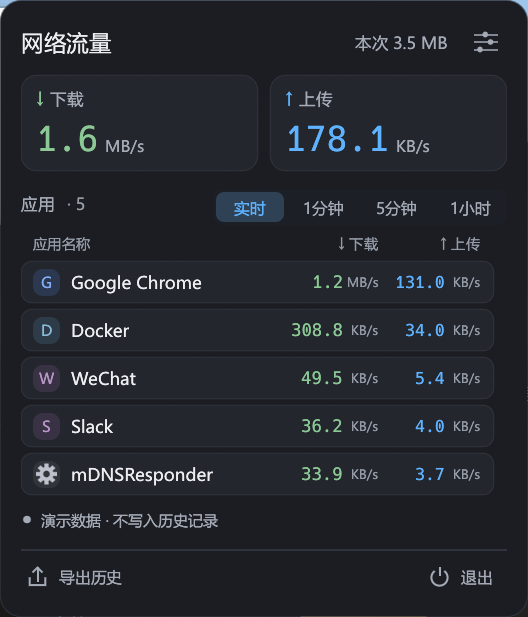 网络流量 本次 3.5 MB
↓ 下载 ↑ 上传
1.6 MB/s 178.1 KB/s
应用 · 5 实时 1分钟 5分钟 1小时
应用名称 ↓下载 ↑上传
G Google Chrome 1.2 MB/s 131.0 KB/s
D Docker 308.8 KB/s 34.0 KB/s
W WeChat 49.5 KB/s 5.4 KB/s
S Slack 36.2 KB/s 4.0 KB/s
mDNSResponder 33.9 KB/s 3.7 KB/s
演示数据 · 不写入历史记录
导出历史 退出